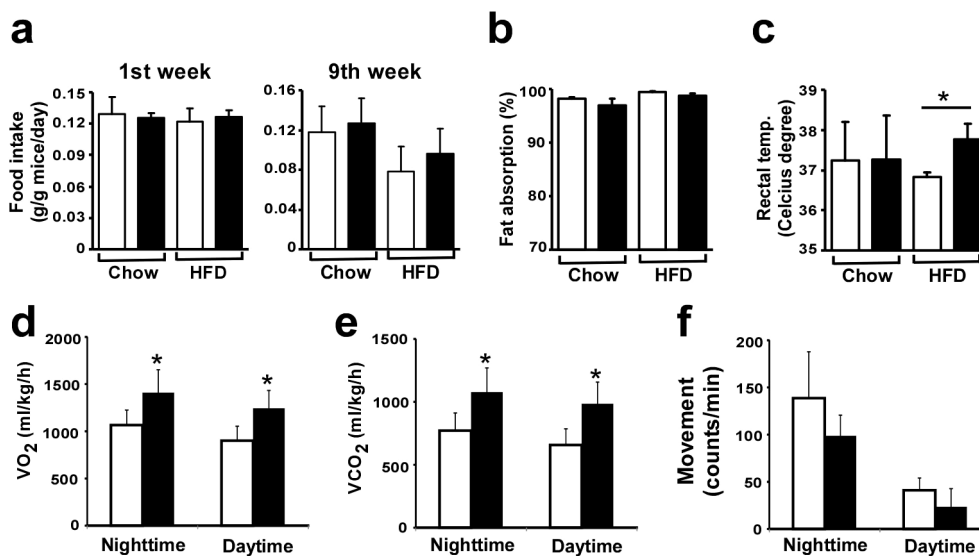 a
1st week
9th week
Food intake
(g/g mice/day)
0.15
0.12
0.09
0.06
0.03
0
Chow
HFD
0.16
0.12
0.08
0.04
0
Chow
HFD
b
Fat absorption (%)
100
90
80
70
Chow
HFD
c
Rectal temp.
(Celcius degree)
39
38
37
36
35
*
Chow
HFD
d
VO2 (ml/kg/h)
2000
1500
1000
500
0
*
*
Nighttime
Daytime
e
VCO2 (ml/kg/h)
1500
1000
500
0
*
*
Nighttime
Daytime
f
Movement
(counts/min)
200
150
100
50
0
Nighttime
Daytime